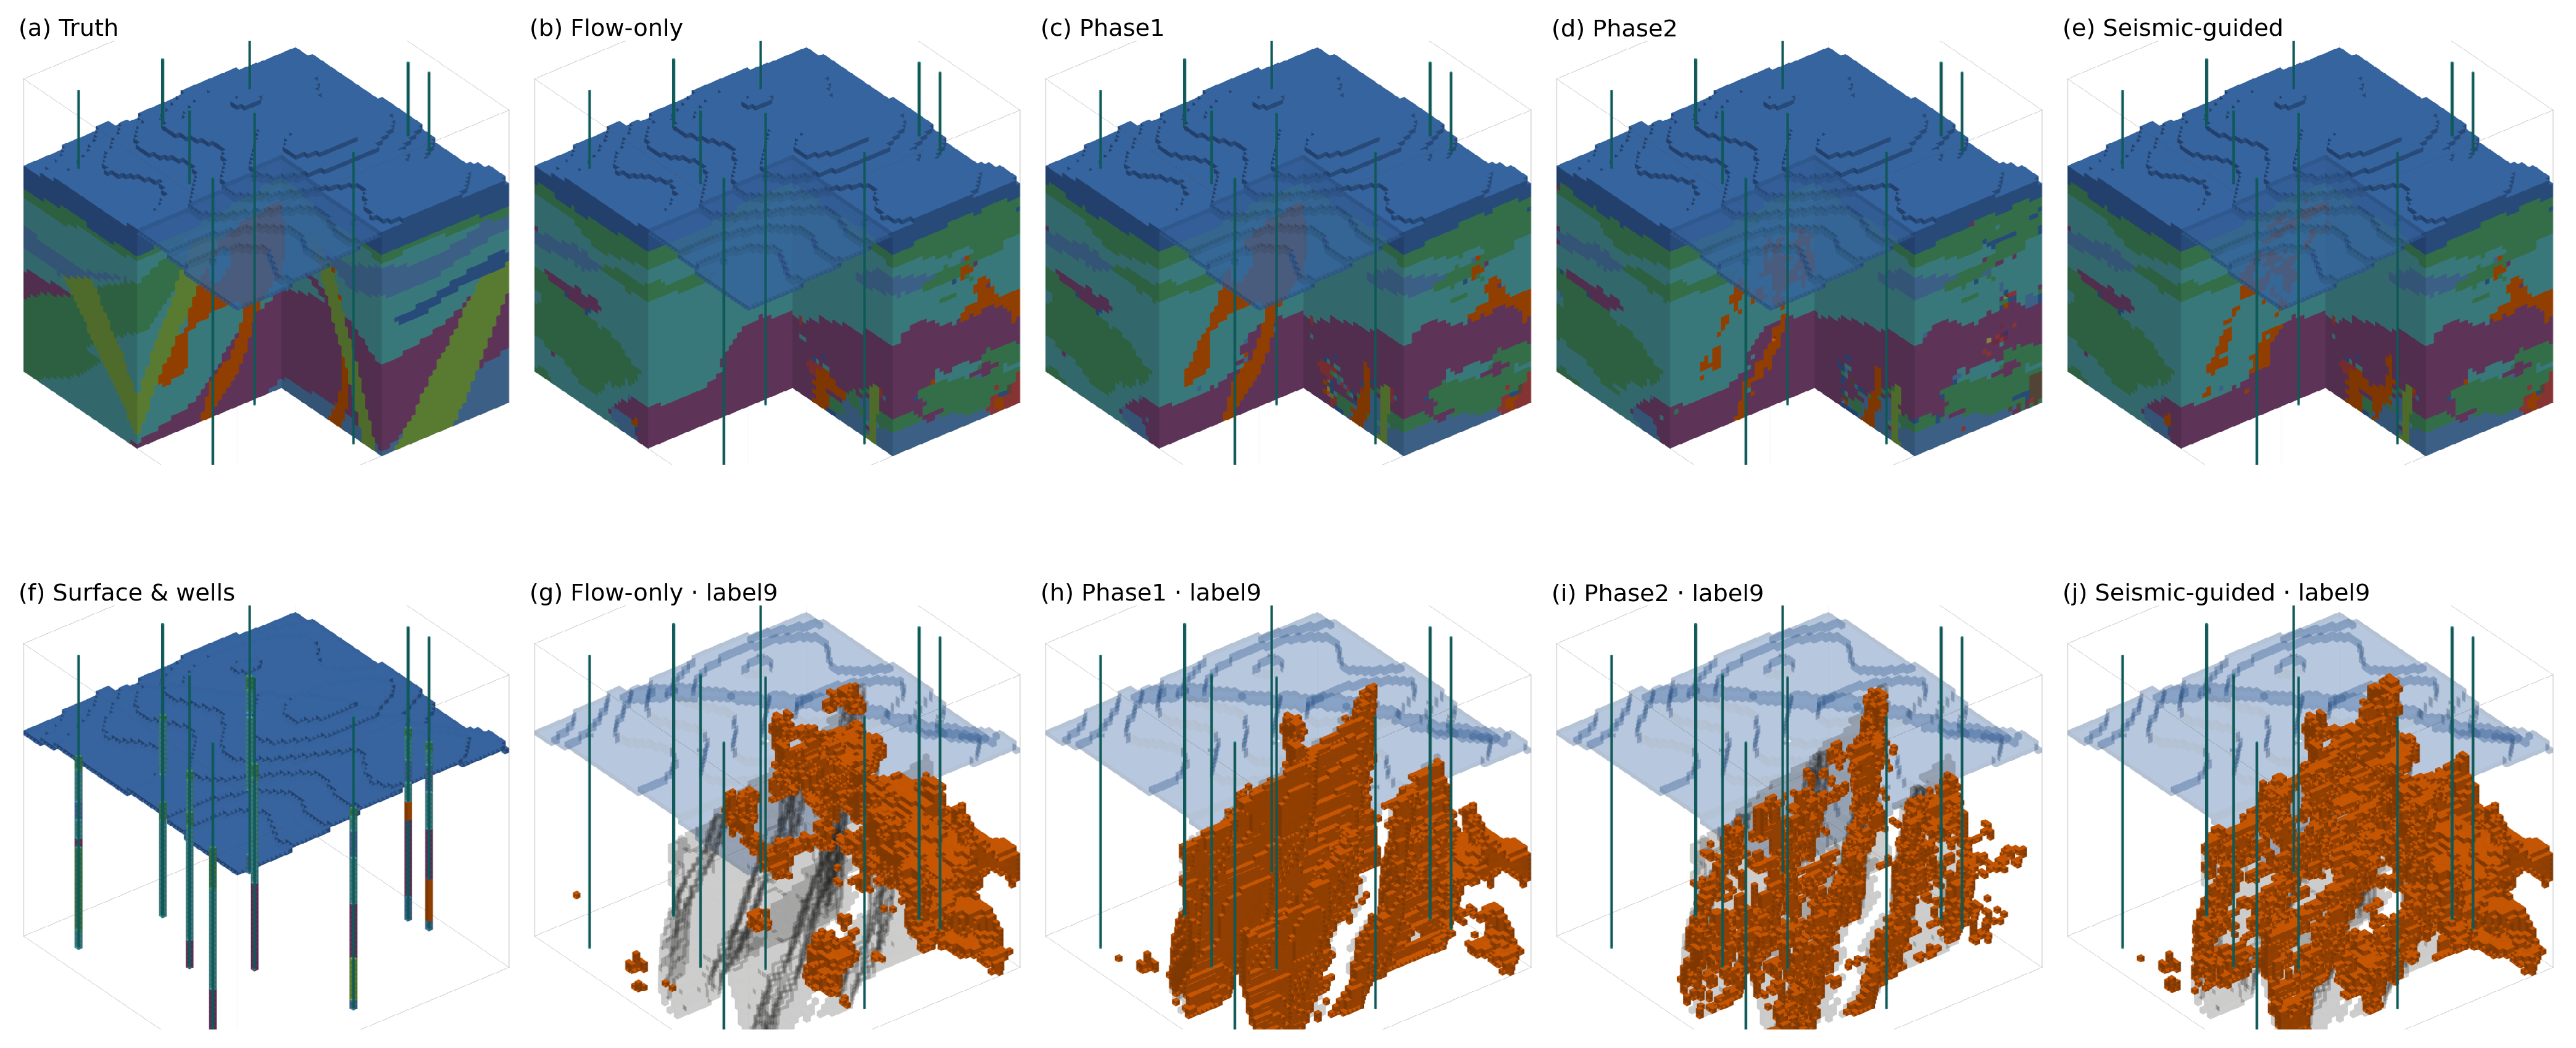 (a) Truth
(b) Flow-only
(c) Phase1
(d) Phase2
(e) Seismic-guided
(f) Surface & wells
(g) Flow-only · label9
(h) Phase1 · label9
(i) Phase2 · label9
(j) Seismic-guided · label9